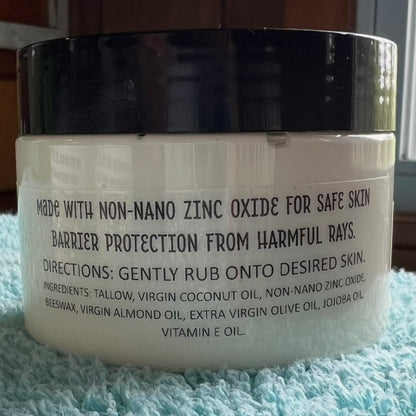 MADE WITH NON-NANO ZINC OXIDE FOR SAFE SKIN
BARRIER PROTECTION FROM HARMFUL RAYS.
DIRECTIONS: GENTLY RUB ONTO DESIRED SKIN.
INGREDIENTS: TALLOW, VIRGIN COCONUT OIL, NON-NANO ZINC OXIDE,
BEESWAX, VIRGIN ALMOND OIL, EXTRA VIRGIN OLIVE OIL, JOJOBA OIL,
VITAMIN E OIL.